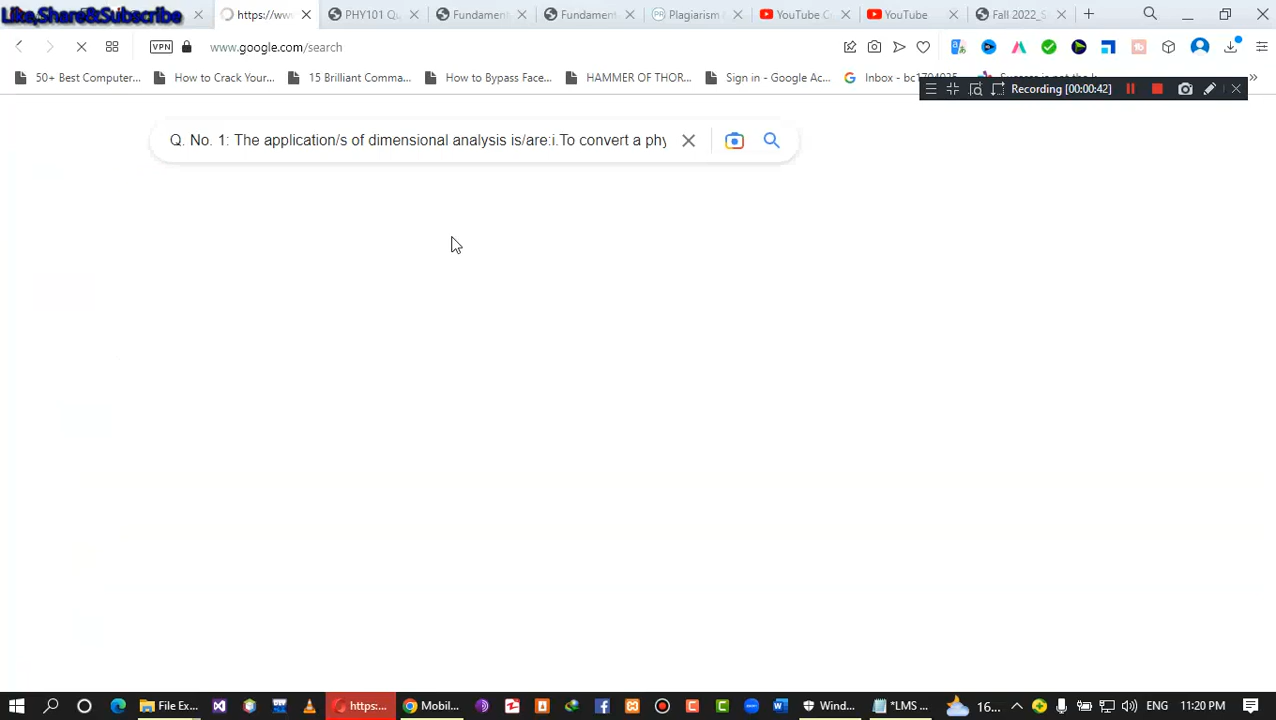 Like,Share&Subscribe
https://ww
PHY101 Q
Fundamer
Fundament
Plagiarism
YouTube
YouTube
Fall 2022_S
VPN
www.google.com/search
50+ Best Computer...
How to Crack Your...
15 Brilliant Comma...
How to Bypass Face...
HAMMER OF THOR...
Sign in - Google Ac...
Inbox -
Recording [00:00:42]
Q. No. 1: The application/s of dimensional analysis is/are:i.To convert a phy
File Ex...
https:...
Mobil...
Wind...
*LMS ...
16...
11:20 PM